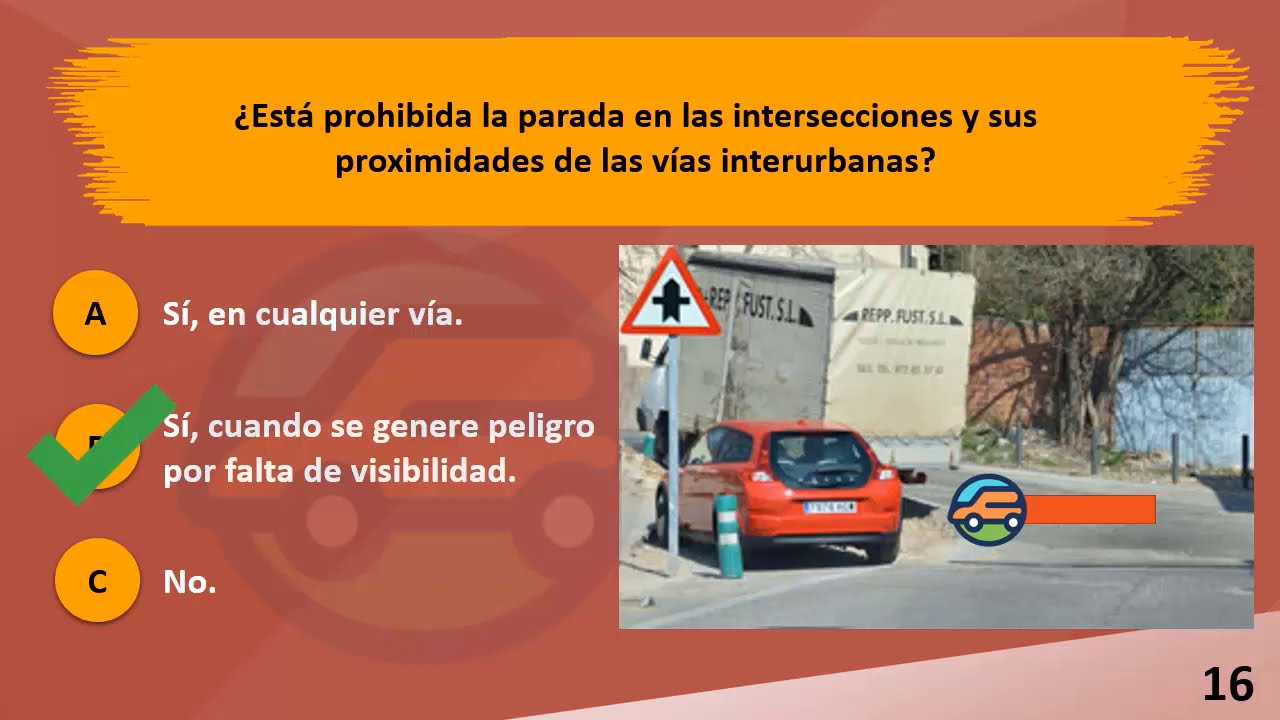 ¿Está prohibida la parada en las intersecciones y sus
proximidades de las vías interurbanas?
A
Sí, en cualquier vía.
Sí, cuando se genere peligro
por falta de visibilidad.
C
No.
REPP. FUST. S.L.
FUST. S.L.
16